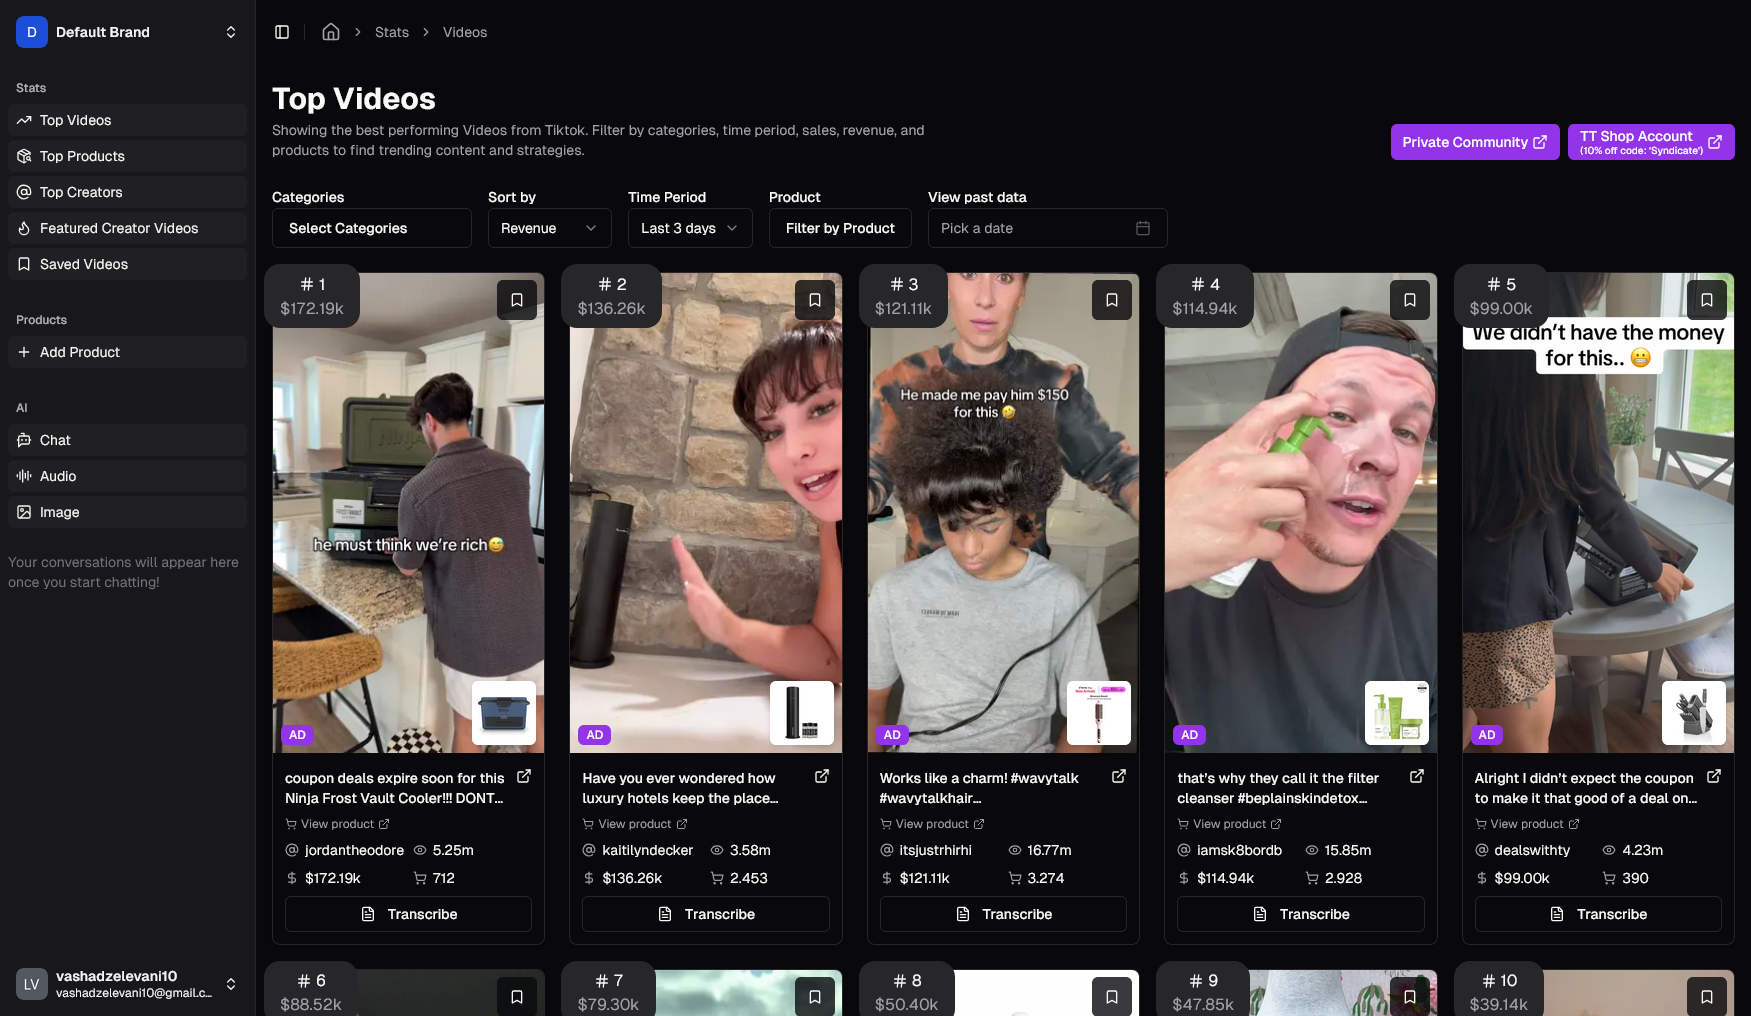 D Default Brand
Stats
Top Videos
Top Products
Top Creators
Featured Creator Videos
Saved Videos
Products
Add Product
AI
Chat
Audio
Image
Your conversations will appear here
once you start chatting!
LV vashadzelevani10
vashadzelevani10@gmail.c...
Stats > Videos
Top Videos
Showing the best performing Videos from Tiktok. Filter by categories, time period, sales, revenue, and
products to find trending content and strategies.
Private Community
TT Shop Account
(10% off code: 'Syndicate')
Categories
Select Categories
Sort by
Revenue
Time Period
Last 3 days
Product
Filter by Product
View past data
Pick a date
# 1
$172.19k
he must think we're rich😅
AD
coupon deals expire soon for this
Ninja Frost Vault Cooler!!! DONT...
View product
jordantheodore 5.25m
$172.19k 712
Transcribe
# 2
$136.26k
AD
Have you ever wondered how
luxury hotels keep the place...
View product
kaitilyndecker 3.58m
$136.26k 2.453
Transcribe
# 3
$121.11k
He made me pay him $150
for this 🤣
AD
Works like a charm! #wavytalk
#wavytalkhair...
View product
itsjustrhirhi 16.77m
$121.11k 3.274
Transcribe
# 4
$114.94k
AD
that's why they call it the filter
cleanser #beplainskindetox...
View product
iamsk8bordb 15.85m
$114.94k 2.928
Transcribe
# 5
$99.00k
We didn't have the money
for this.. 😬
AD
Alright I didn't expect the coupon
to make it that good of a deal on...
View product
dealswithty 4.23m
$99.00k 390
Transcribe
# 6
$88.52k
# 7
$79.30k
# 8
$50.40k
# 9
$47.85k
# 10
$39.14k